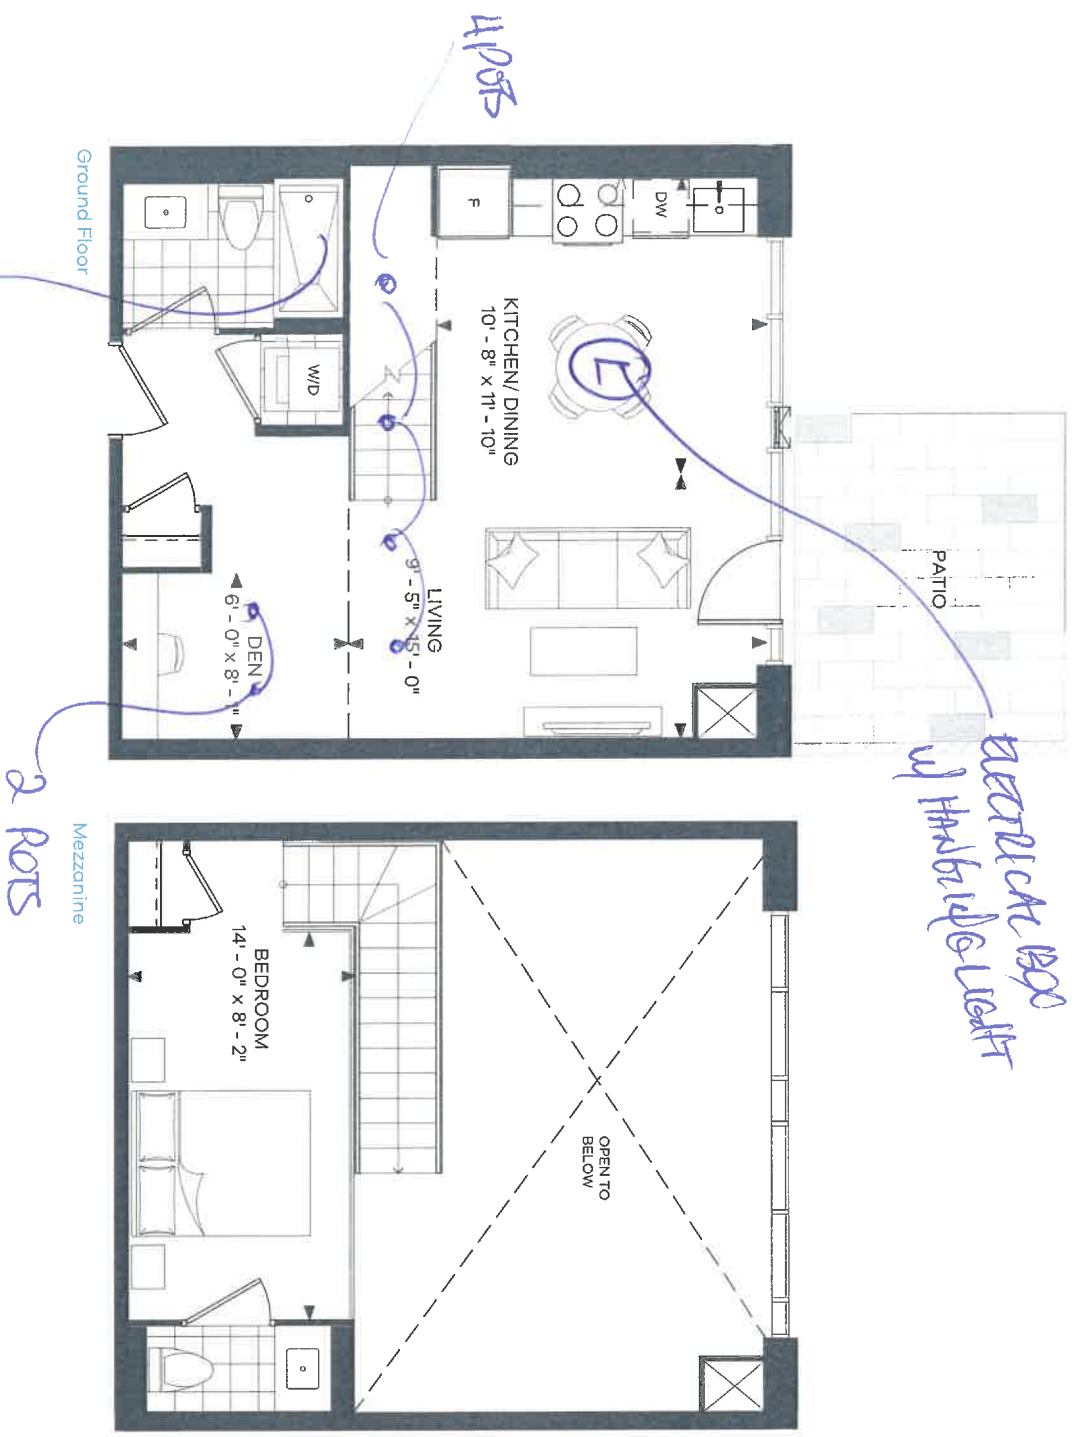 4 POTS
Ground Floor
F
DW
W/D
KITCHEN/ DINING
10' - 8" x 11' - 10"
LIVING
9' - 5" x 15' - 0"
DEN
6' - 0" x 8' - 1"
PATIO
ELECTRICAL BOX
w/ HANGING LIGHT
2 POTS
Mezzanine
BEDROOM
14' - 0" x 8' - 2"
OPEN TO
BELOW